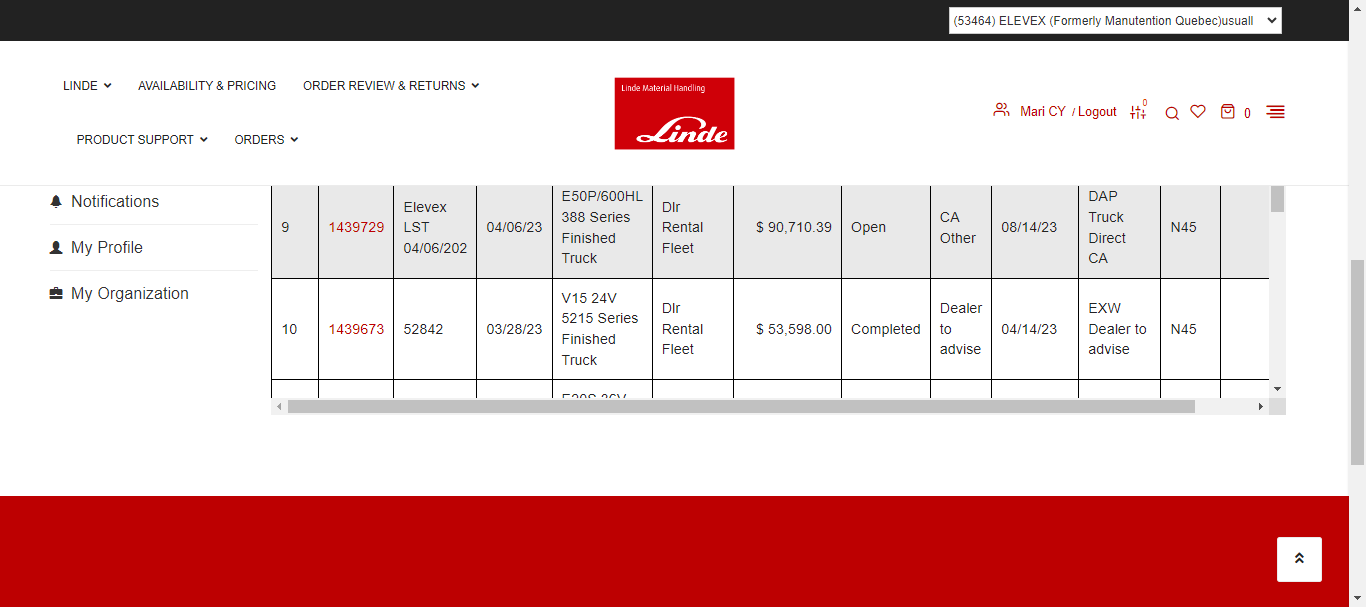 (53464) ELEVEX (Formerly Manutention Quebec)usuall
LINDE
AVAILABILITY & PRICING
ORDER REVIEW & RETURNS
PRODUCT SUPPORT
ORDERS
Linde Material Handling
Linde
Mari CY / Logout
0
0
Notifications
My Profile
My Organization
9
1439729
Elevex
LST
04/06/202
04/06/23
E50P/600HL
388 Series
Finished
Truck
Dlr
Rental
Fleet
$ 90,710.39
Open
CA
Other
08/14/23
DAP
Truck
Direct
CA
N45
10
1439673
52842
03/28/23
V15 24V
5215 Series
Finished
Truck
Dlr
Rental
Fleet
$ 53,598.00
Completed
Dealer
to
advise
04/14/23
EXW
Dealer to
advise
N45